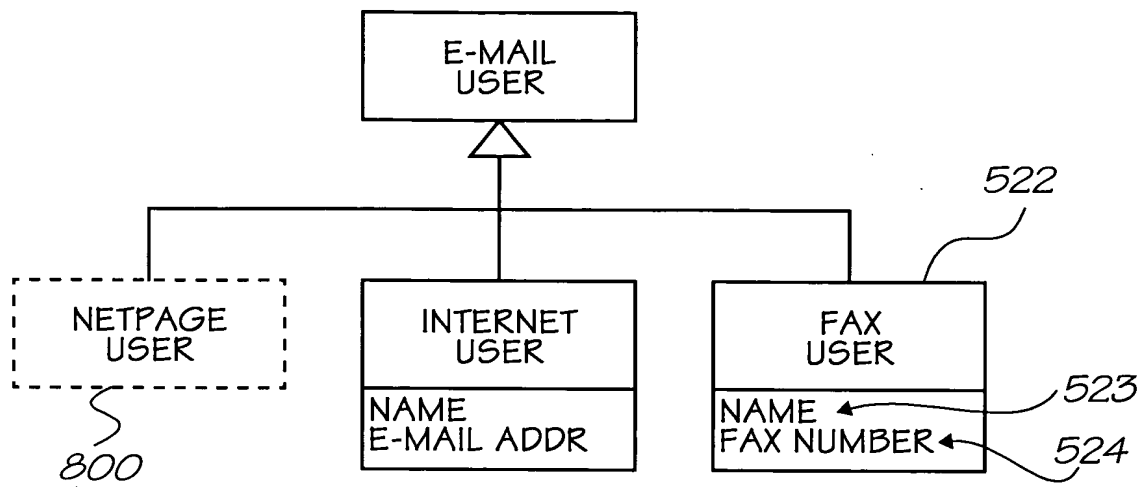 E-MAIL
USER
522
NETPAGE
USER
INTERNET
USER
FAX
USER
NAME
E-MAIL ADDR
NAME
FAX NUMBER
523
524
800